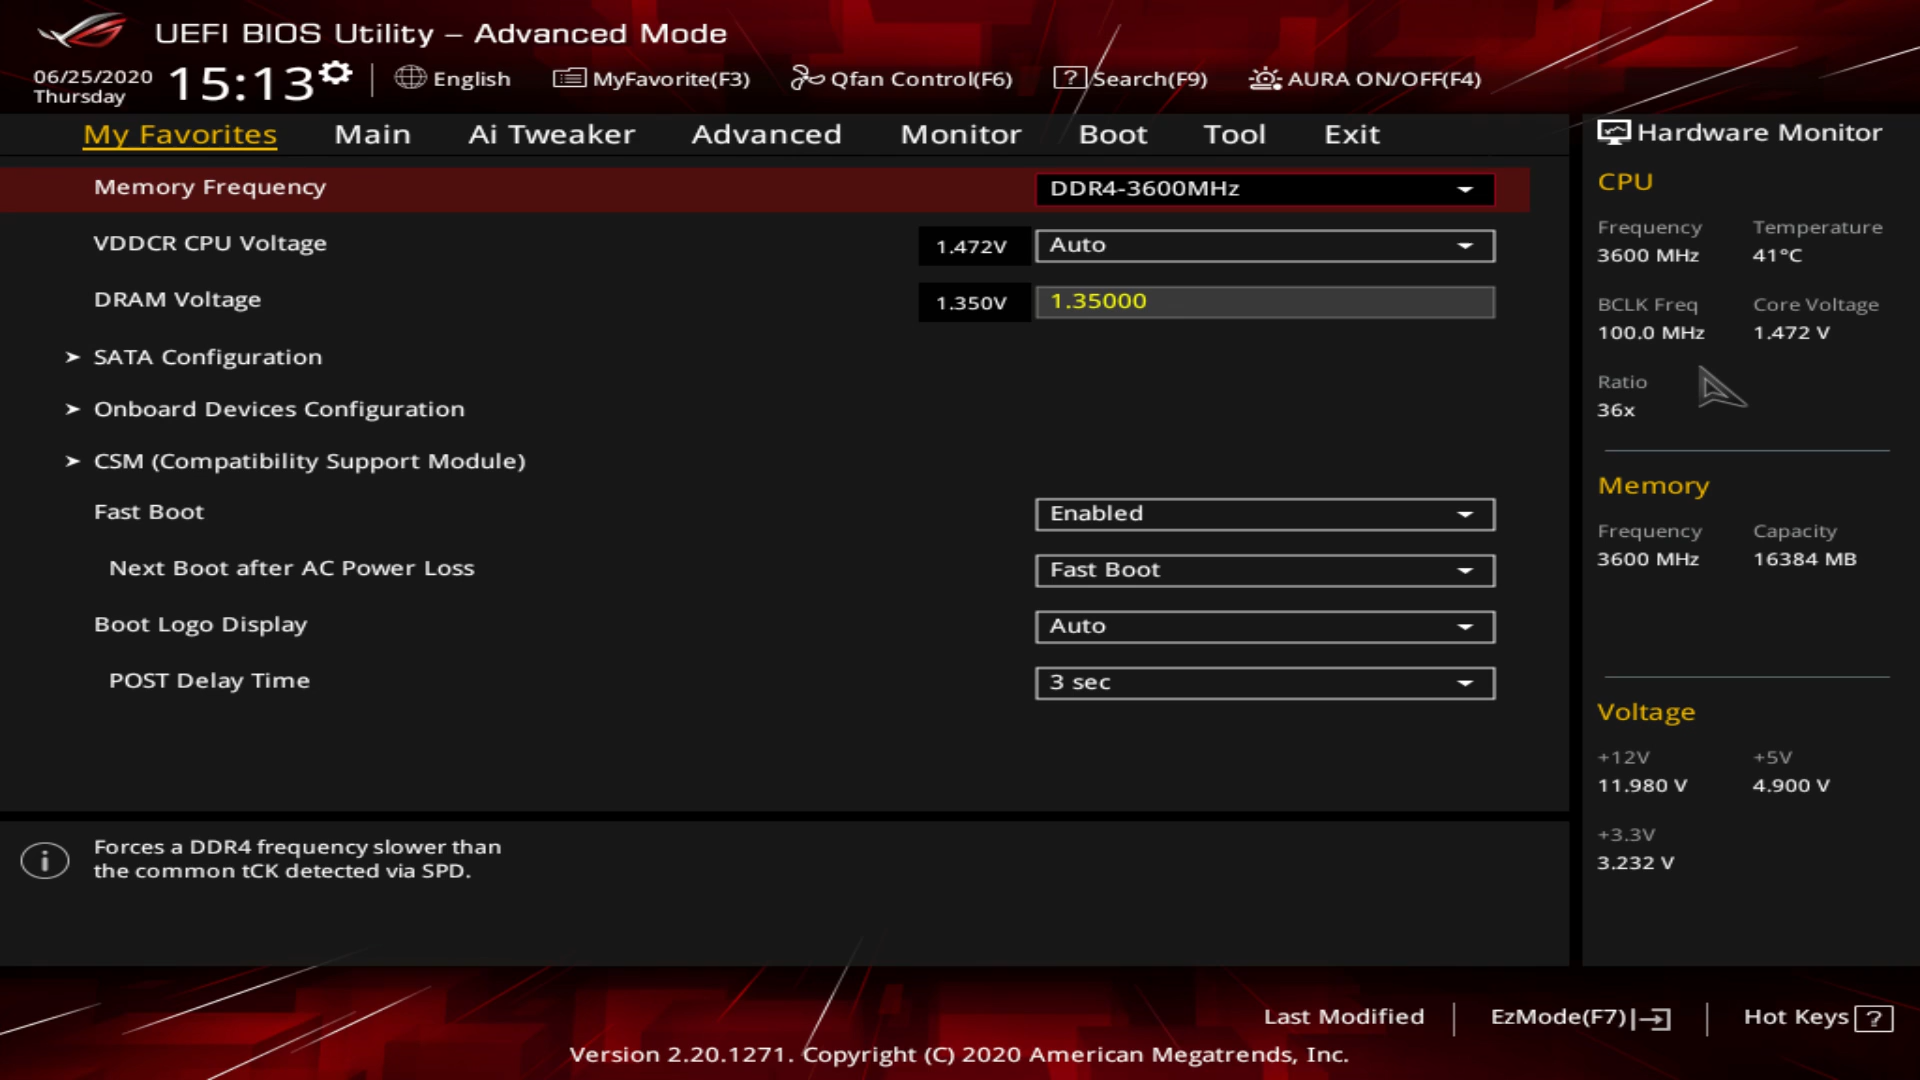 UEFI BIOS Utility – Advanced Mode
06/25/2020
Thursday
15:13
English
MyFavorite(F3)
Qfan Control(F6)
? Search(F9)
AURA ON/OFF(F4)
My Favorites
Main
Ai Tweaker
Advanced
Monitor
Boot
Tool
Exit
Memory Frequency
DDR4-3600MHz
VDDCR CPU Voltage
1.472V
Auto
DRAM Voltage
1.350V
1.35000
SATA Configuration
Onboard Devices Configuration
CSM (Compatibility Support Module)
Fast Boot
Enabled
Next Boot after AC Power Loss
Fast Boot
Boot Logo Display
Auto
POST Delay Time
3 sec
i
Forces a DDR4 frequency slower than
the common tCK detected via SPD.
Hardware Monitor
CPU
Frequency Temperature
3600 MHz 41°C
BCLK Freq Core Voltage
100.0 MHz 1.472 V
Ratio
36x
Memory
Frequency Capacity
3600 MHz 16384 MB
Voltage
+12V +5V
11.980 V 4.900 V
+3.3V
3.232 V
Last Modified
EzMode(F7)
Hot Keys ?
Version 2.20.1271. Copyright (C) 2020 American Megatrends, Inc.